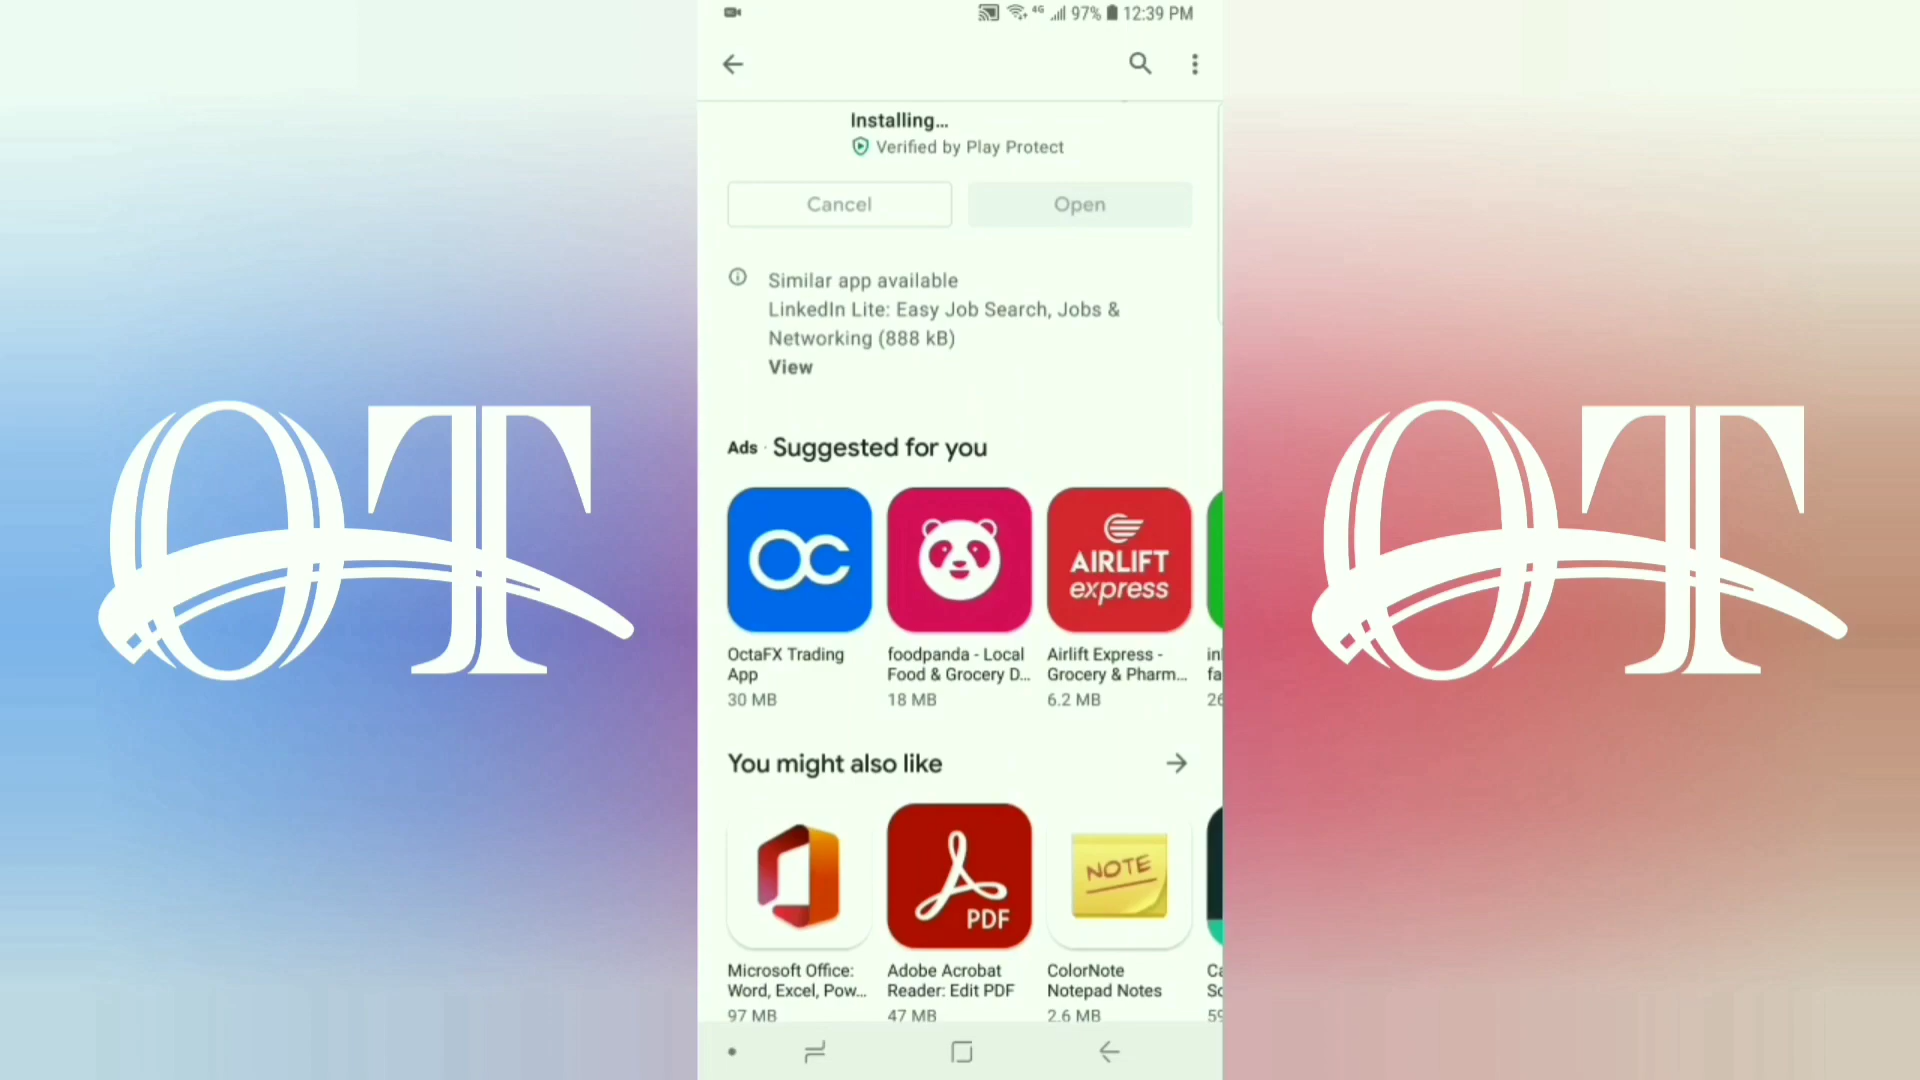 4G 97% 12:39 PM
Installing...
Verified by Play Protect
Cancel Open
Similar app available
LinkedIn Lite: Easy Job Search, Jobs &
Networking (888 kB)
View
Ads · Suggested for you
OC
AIRLIFT
express
OctaFX Trading
App
30 MB
foodpanda - Local
Food & Grocery D...
18 MB
Airlift Express -
Grocery & Pharm...
6.2 MB
You might also like
PDF
NOTE
Microsoft Office:
Word, Excel, Pow...
97 MB
Adobe Acrobat
Reader: Edit PDF
47 MB
ColorNote
Notepad Notes
2.6 MB
OT
OT